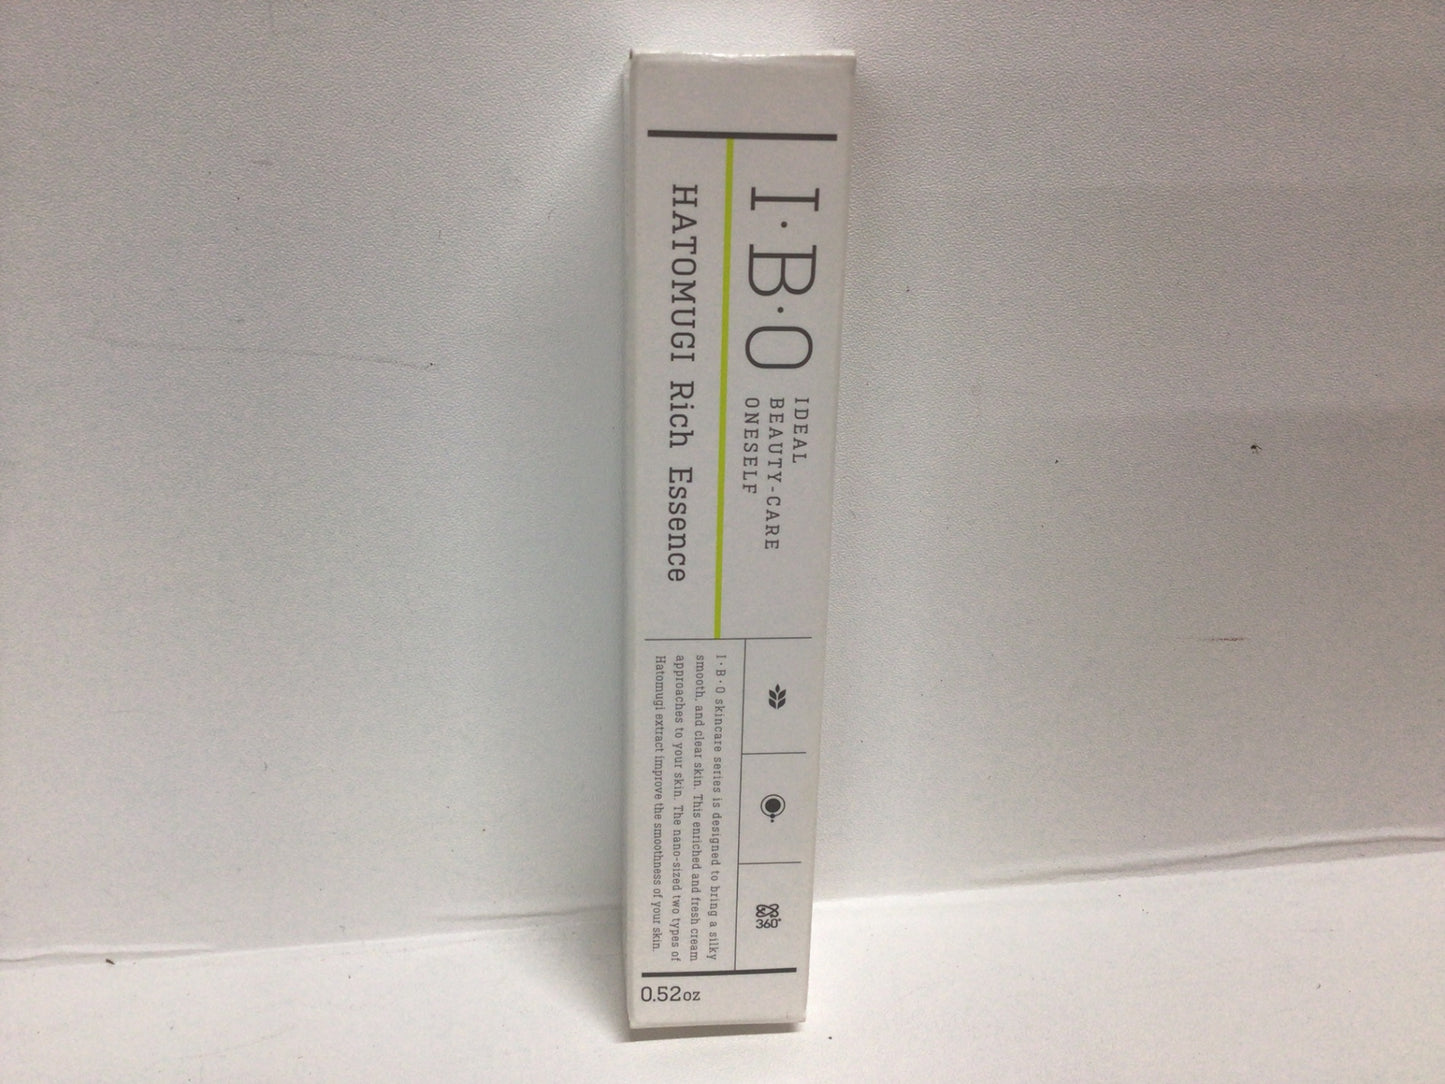 I·B·O
IDEAL
BEAUTY-CARE
ONESELF
HATOMUGI Rich Essence
360°
I·B·O skincare series is designed to bring a silky
smooth, and clear skin. This enriched and fresh cream
approaches to your skin. The nano-sized two types of
Hatomugi extract improve the smoothness of your skin.
0.52oz